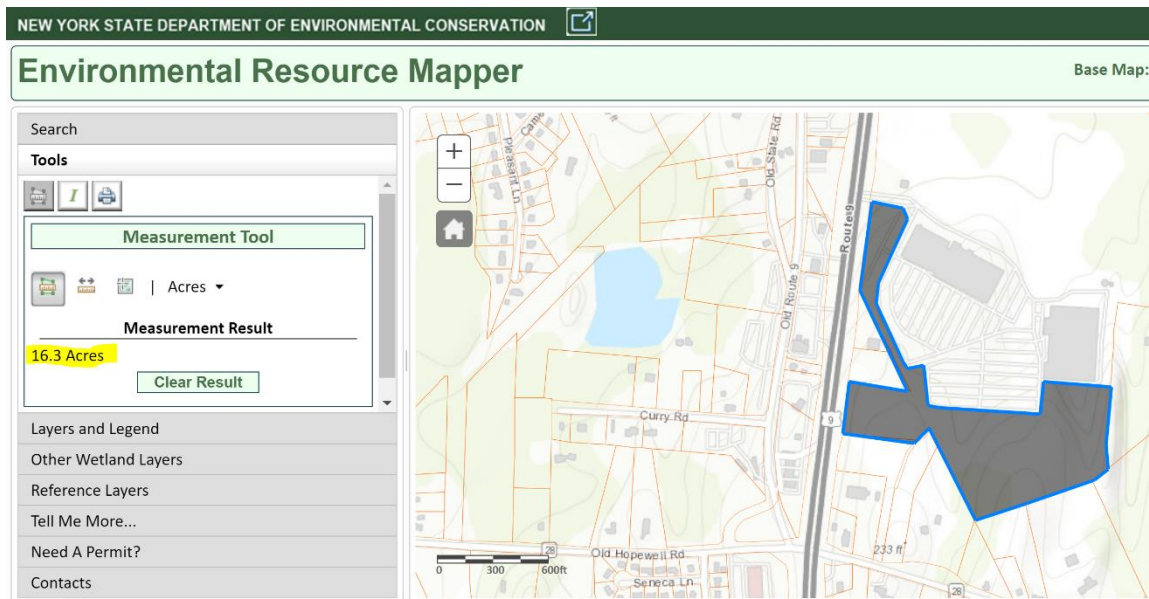 NEW YORK STATE DEPARTMENT OF ENVIRONMENTAL CONSERVATION
Environmental Resource Mapper
Base Map:
Search
Tools
I
Measurement Tool
| Acres
Measurement Result
16.3 Acres
Clear Result
Layers and Legend
Other Wetland Layers
Reference Layers
Tell Me More...
Need A Permit?
Contacts
+
−
Pleasant Ln
Old State Rd
Route 9
Old Route 9
Curry Rd
9
28
Old Hopewell Rd
233 ft
0 300 600ft
Seneca Ln
28